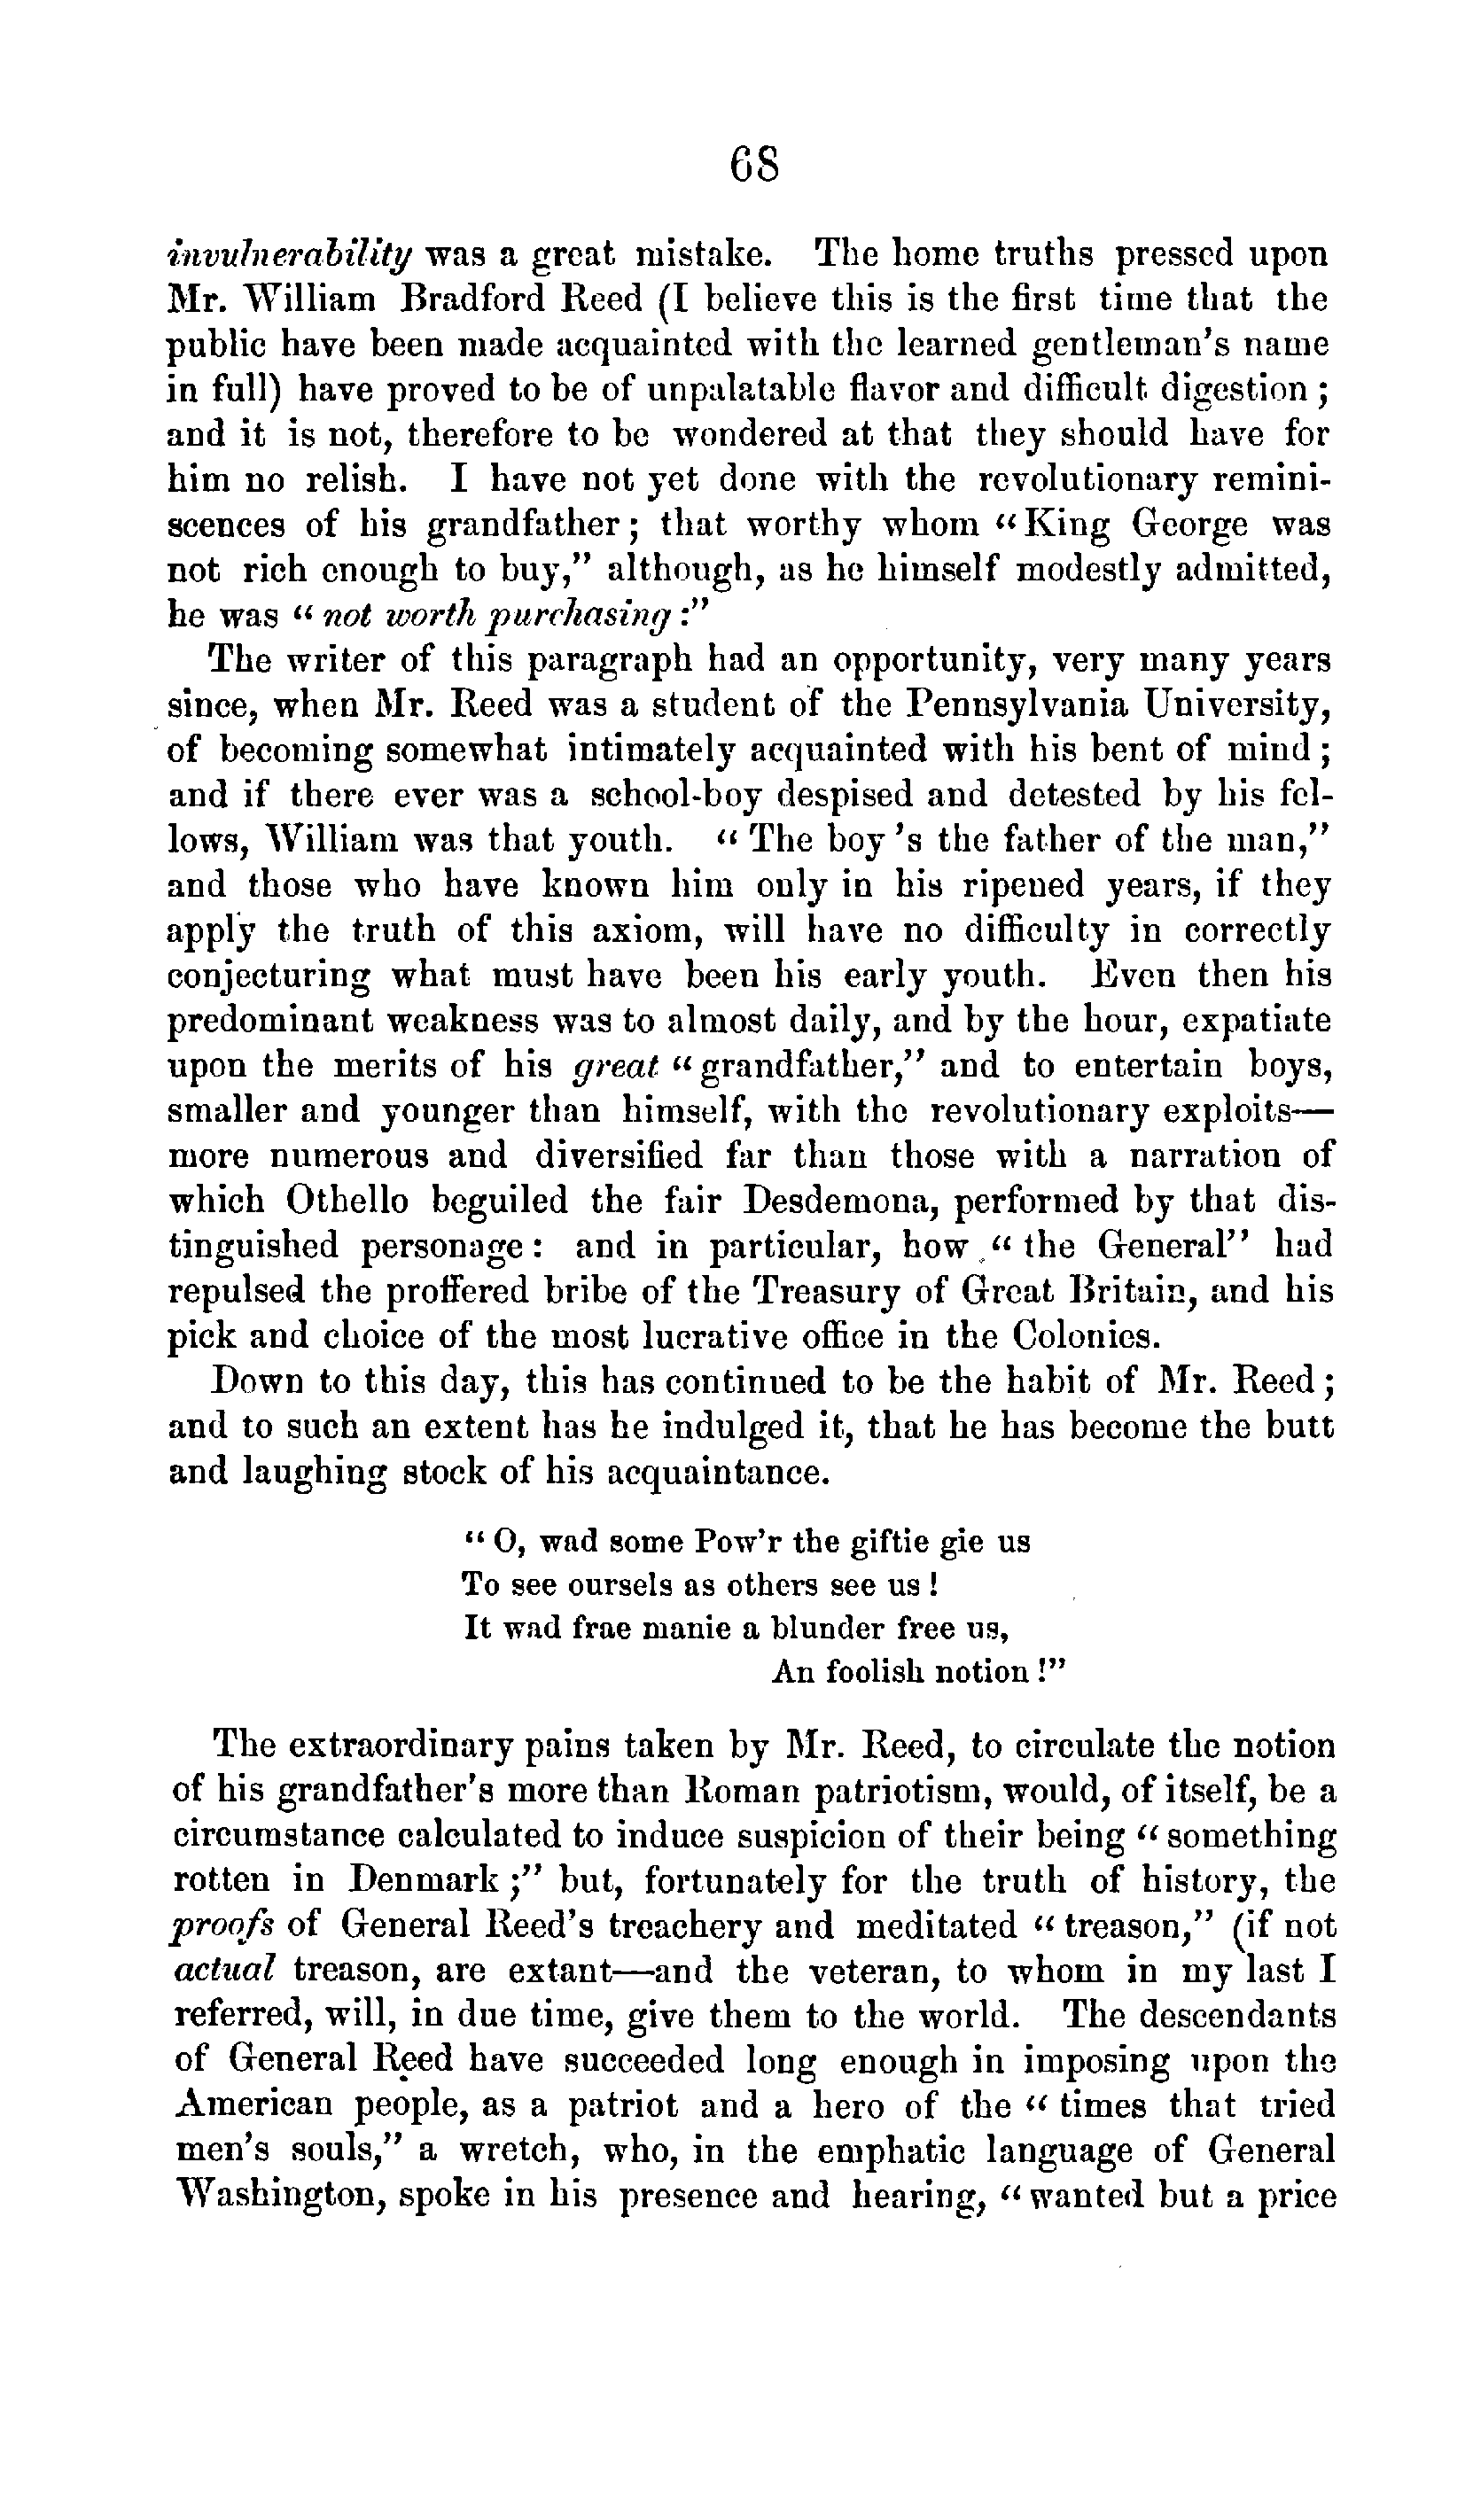 68
invulnerability was a great mistake. The home truths pressed upon
Mr. William Bradford Reed (I believe this is the first time that the
public have been made acquainted with the learned gentleman's name
in full) have proved to be of unpalatable flavor and difficult digestion ;
and it is not, therefore to be wondered at that they should have for
him no relish. I have not yet done with the revolutionary remini-
scences of his grandfather ; that worthy whom "King George was
not rich enough to buy," although, as he himself modestly admitted,
he was "not worth purchasing :"
The writer of this paragraph had an opportunity, very many years
since, when Mr. Reed was a student of the Pennsylvania University,
of becoming somewhat intimately acquainted with his bent of mind ;
and if there ever was a school-boy despised and detested by his fel-
lows, William was that youth. "The boy 's the father of the man,"
and those who have known him only in his ripened years, if they
apply the truth of this axiom, will have no difficulty in correctly
conjecturing what must have been his early youth. Even then his
predominant weakness was to almost daily, and by the hour, expatiate
upon the merits of his great "grandfather," and to entertain boys,
smaller and younger than himself, with the revolutionary exploits—
more numerous and diversified far than those with a narration of
which Othello beguiled the fair Desdemona, performed by that dis-
tinguished personage : and in particular, how "the General" had
repulsed the proffered bribe of the Treasury of Great Britain, and his
pick and choice of the most lucrative office in the Colonies.
Down to this day, this has continued to be the habit of Mr. Reed ;
and to such an extent has he indulged it, that he has become the butt
and laughing stock of his acquaintance.
"O, wad some Pow'r the giftie gie us
To see oursels as others see us !
It wad frae manie a blunder free us,
An foolish notion !"
The extraordinary pains taken by Mr. Reed, to circulate the notion
of his grandfather's more than Roman patriotism, would, of itself, be a
circumstance calculated to induce suspicion of their being "something
rotten in Denmark ;" but, fortunately for the truth of history, the
proofs of General Reed's treachery and meditated "treason," (if not
actual treason, are extant—and the veteran, to whom in my last I
referred, will, in due time, give them to the world. The descendants
of General Reed have succeeded long enough in imposing upon the
American people, as a patriot and a hero of the "times that tried
men's souls," a wretch, who, in the emphatic language of General
Washington, spoke in his presence and hearing, "wanted but a price